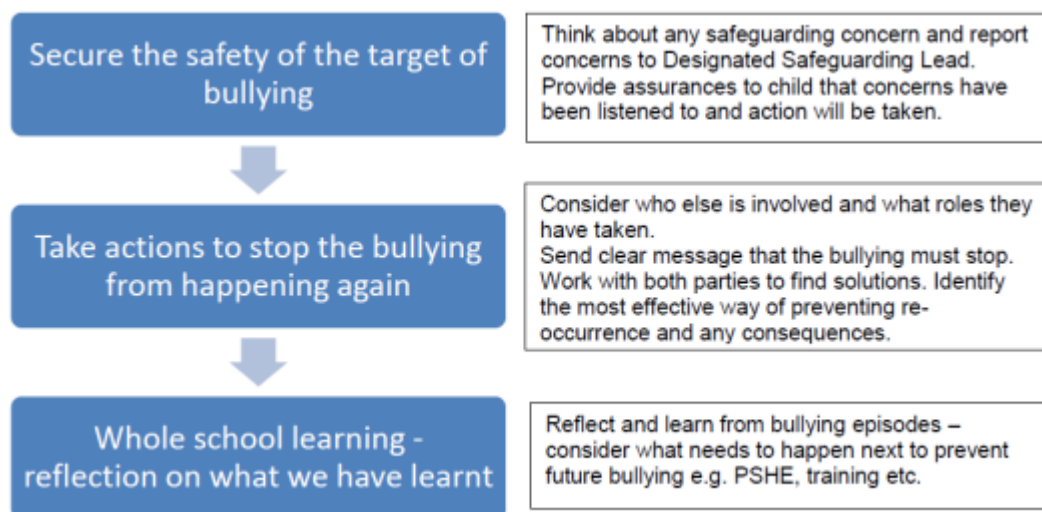 Secure the safety of the target of
bullying
Think about any safeguarding concern and report
concerns to Designated Safeguarding Lead.
Provide assurances to child that concerns have
been listened to and action will be taken.
Take actions to stop the bullying
from happening again
Consider who else is involved and what roles they
have taken.
Send clear message that the bullying must stop.
Work with both parties to find solutions. Identify
the most effective way of preventing re-
occurrence and any consequences.
Whole school learning -
reflection on what we have learnt
Reflect and learn from bullying episodes –
consider what needs to happen next to prevent
future bullying e.g. PSHE, training etc.